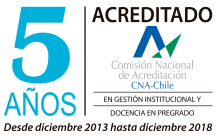 5
AÑOS
ACREDITADO
Comisión Nacional
de Acreditación
CNA-Chile
EN GESTIÓN INSTITUCIONAL Y
DOCENCIA EN PREGRADO
Desde diciembre 2013 hasta diciembre 2018